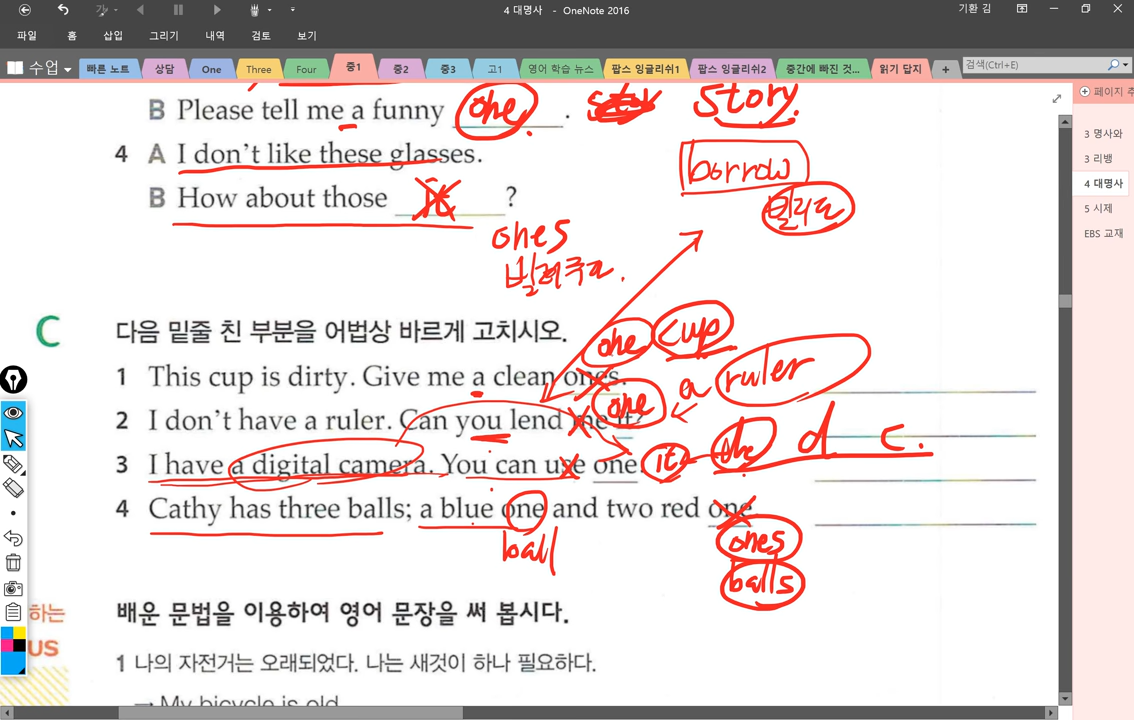 4 대명사 - OneNote 2016
기환 김
파일 홈 삽입 그리기 내역 검토 보기
수업 빠른 노트 상담 One Three Four 중1 중2 중3 고1 영어 학습 뉴스 팝스 잉글리쉬1 팝스 잉글리쉬2 중간에 빠진 것... 읽기 답지 + 검색(Ctrl+E)
페이지 추
3 명사와
3 리뱅
4 대명사
5 시제
EBS 교재
B Please tell me a funny one . story
4 A I don't like these glasses.
borrow
빌리다
B How about those It ?
ones
빌려주다.
C 다음 밑줄 친 부분을 어법상 바르게 고치시오.
one cup
1 This cup is dirty. Give me a clean ones.
one a ruler
2 I don't have a ruler. Can you lend me it?
3 I have a digital camera. You can use one. it the d c.
4 Cathy has three balls; a blue one and two red one.
ball ones
balls
하는 배운 문법을 이용하여 영어 문장을 써 봅시다.
US
1 나의 자전거는 오래되었다. 나는 새것이 하나 필요하다.
→ My bicycle is old.